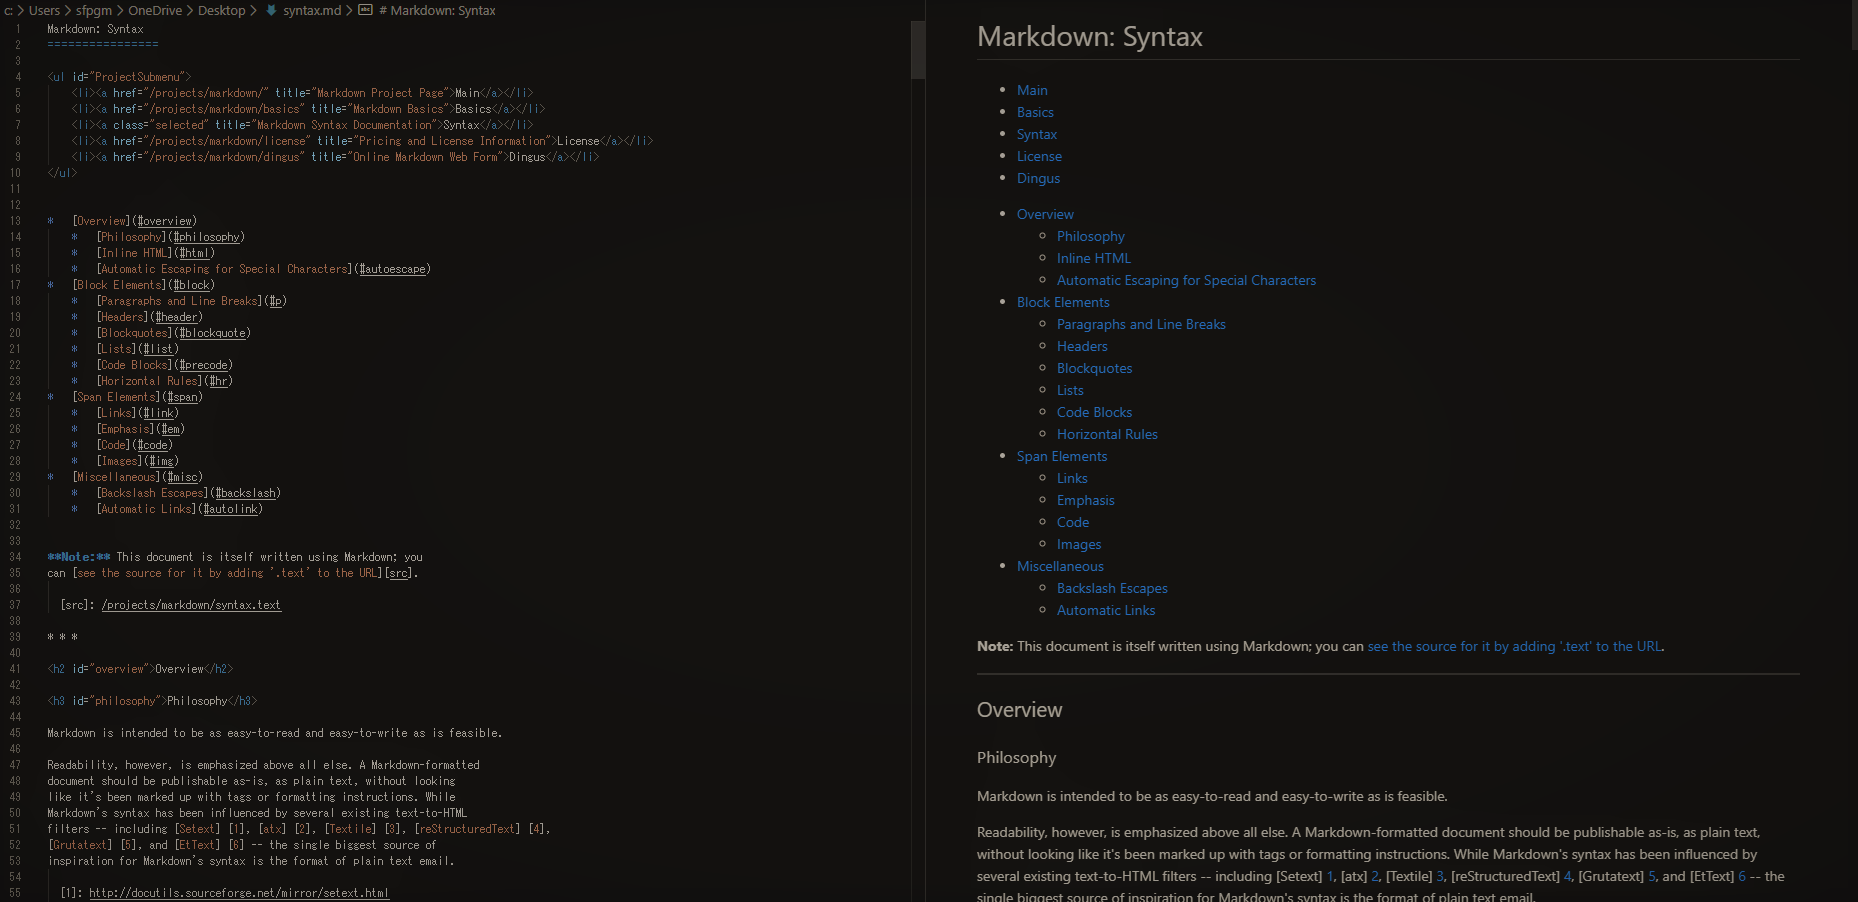 c: > Users > sfpgm > OneDrive > Desktop > syntax.md > abc # Markdown: Syntax
1 Markdown: Syntax
2 ================
3
4 <ul id="ProjectSubmenu">
5     <li><a href="/projects/markdown/" title="Markdown Project Page">Main</a></li>
6     <li><a href="/projects/markdown/basics" title="Markdown Basics">Basics</a></li>
7     <li><a class="selected" title="Markdown Syntax Documentation">Syntax</a></li>
8     <li><a href="/projects/markdown/license" title="Pricing and License Information">License</a></li>
9     <li><a href="/projects/markdown/dingus" title="Online Markdown Web Form">Dingus</a></li>
10 </ul>
11
12
13 *   [Overview](#overview)
14     *   [Philosophy](#philosophy)
15     *   [Inline HTML](#html)
16     *   [Automatic Escaping for Special Characters](#autoescape)
17 *   [Block Elements](#block)
18     *   [Paragraphs and Line Breaks](#p)
19     *   [Headers](#header)
20     *   [Blockquotes](#blockquote)
21     *   [Lists](#list)
22     *   [Code Blocks](#precode)
23     *   [Horizontal Rules](#hr)
24 *   [Span Elements](#span)
25     *   [Links](#link)
26     *   [Emphasis](#em)
27     *   [Code](#code)
28     *   [Images](#img)
29 *   [Miscellaneous](#misc)
30     *   [Backslash Escapes](#backslash)
31     *   [Automatic Links](#autolink)
32
33
34 **Note:** This document is itself written using Markdown; you
35 can [see the source for it by adding '.text' to the URL][src].
36
37   [src]: /projects/markdown/syntax.text
38
39 * * *
40
41 <h2 id="overview">Overview</h2>
42
43 <h3 id="philosophy">Philosophy</h3>
44
45 Markdown is intended to be as easy-to-read and easy-to-write as is feasible.
46
47 Readability, however, is emphasized above all else. A Markdown-formatted
48 document should be publishable as-is, as plain text, without looking
49 like it's been marked up with tags or formatting instructions. While
50 Markdown's syntax has been influenced by several existing text-to-HTML
51 filters -- including [Setext] [1], [atx] [2], [Textile] [3], [reStructuredText] [4],
52 [Grutatext] [5], and [EtText] [6] -- the single biggest source of
53 inspiration for Markdown's syntax is the format of plain text email.
54
55   [1]: http://docutils.sourceforge.net/mirror/setext.html
Markdown: Syntax
• Main
• Basics
• Syntax
• License
• Dingus
• Overview
◦ Philosophy
◦ Inline HTML
◦ Automatic Escaping for Special Characters
• Block Elements
◦ Paragraphs and Line Breaks
◦ Headers
◦ Blockquotes
◦ Lists
◦ Code Blocks
◦ Horizontal Rules
• Span Elements
◦ Links
◦ Emphasis
◦ Code
◦ Images
• Miscellaneous
◦ Backslash Escapes
◦ Automatic Links
Note: This document is itself written using Markdown; you can see the source for it by adding '.text' to the URL.
Overview
Philosophy
Markdown is intended to be as easy-to-read and easy-to-write as is feasible.
Readability, however, is emphasized above all else. A Markdown-formatted document should be publishable as-is, as plain text,
without looking like it's been marked up with tags or formatting instructions. While Markdown's syntax has been influenced by
several existing text-to-HTML filters -- including [Setext] 1, [atx] 2, [Textile] 3, [reStructuredText] 4, [Grutatext] 5, and [EtText] 6 -- the
single biggest source of inspiration for Markdown's syntax is the format of plain text email.